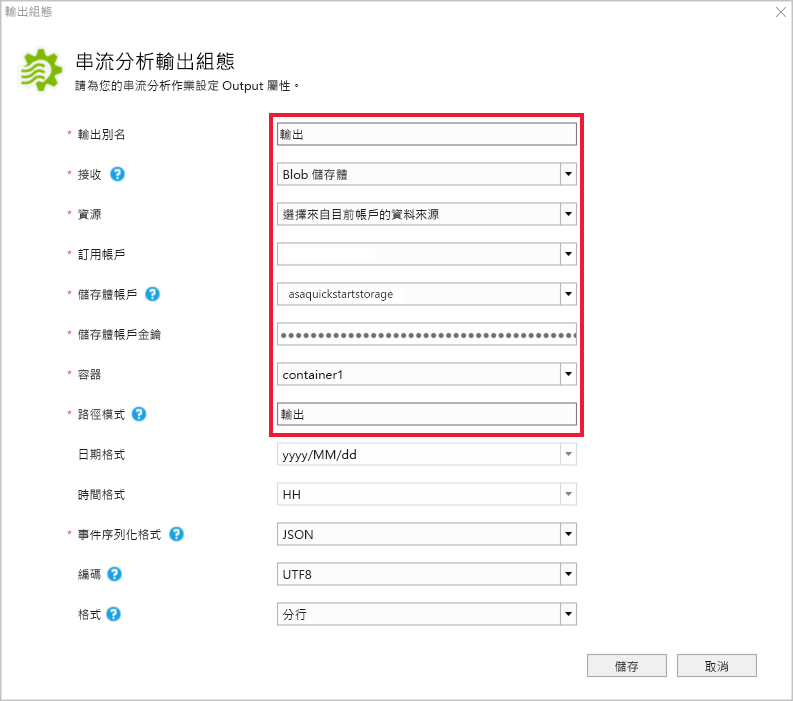 輸出組態
串流分析輸出組態
請為您的串流分析作業設定 Output 屬性。
* 輸出別名 輸出
* 接收 ? Blob 儲存體
* 資源 選擇來自目前帳戶的資料來源
* 訂用帳戶
* 儲存體帳戶 ? asaquickstartstorage
* 儲存體帳戶金鑰 ●●●●●●●●●●●●●●●●●●●●●●●●●●●●●●●●●●●●●●
* 容器 container1
* 路徑模式 ? 輸出
日期格式 yyyy/MM/dd
時間格式 HH
* 事件序列化格式 ? JSON
編碼 ? UTF8
格式 ? 分行
儲存 取消